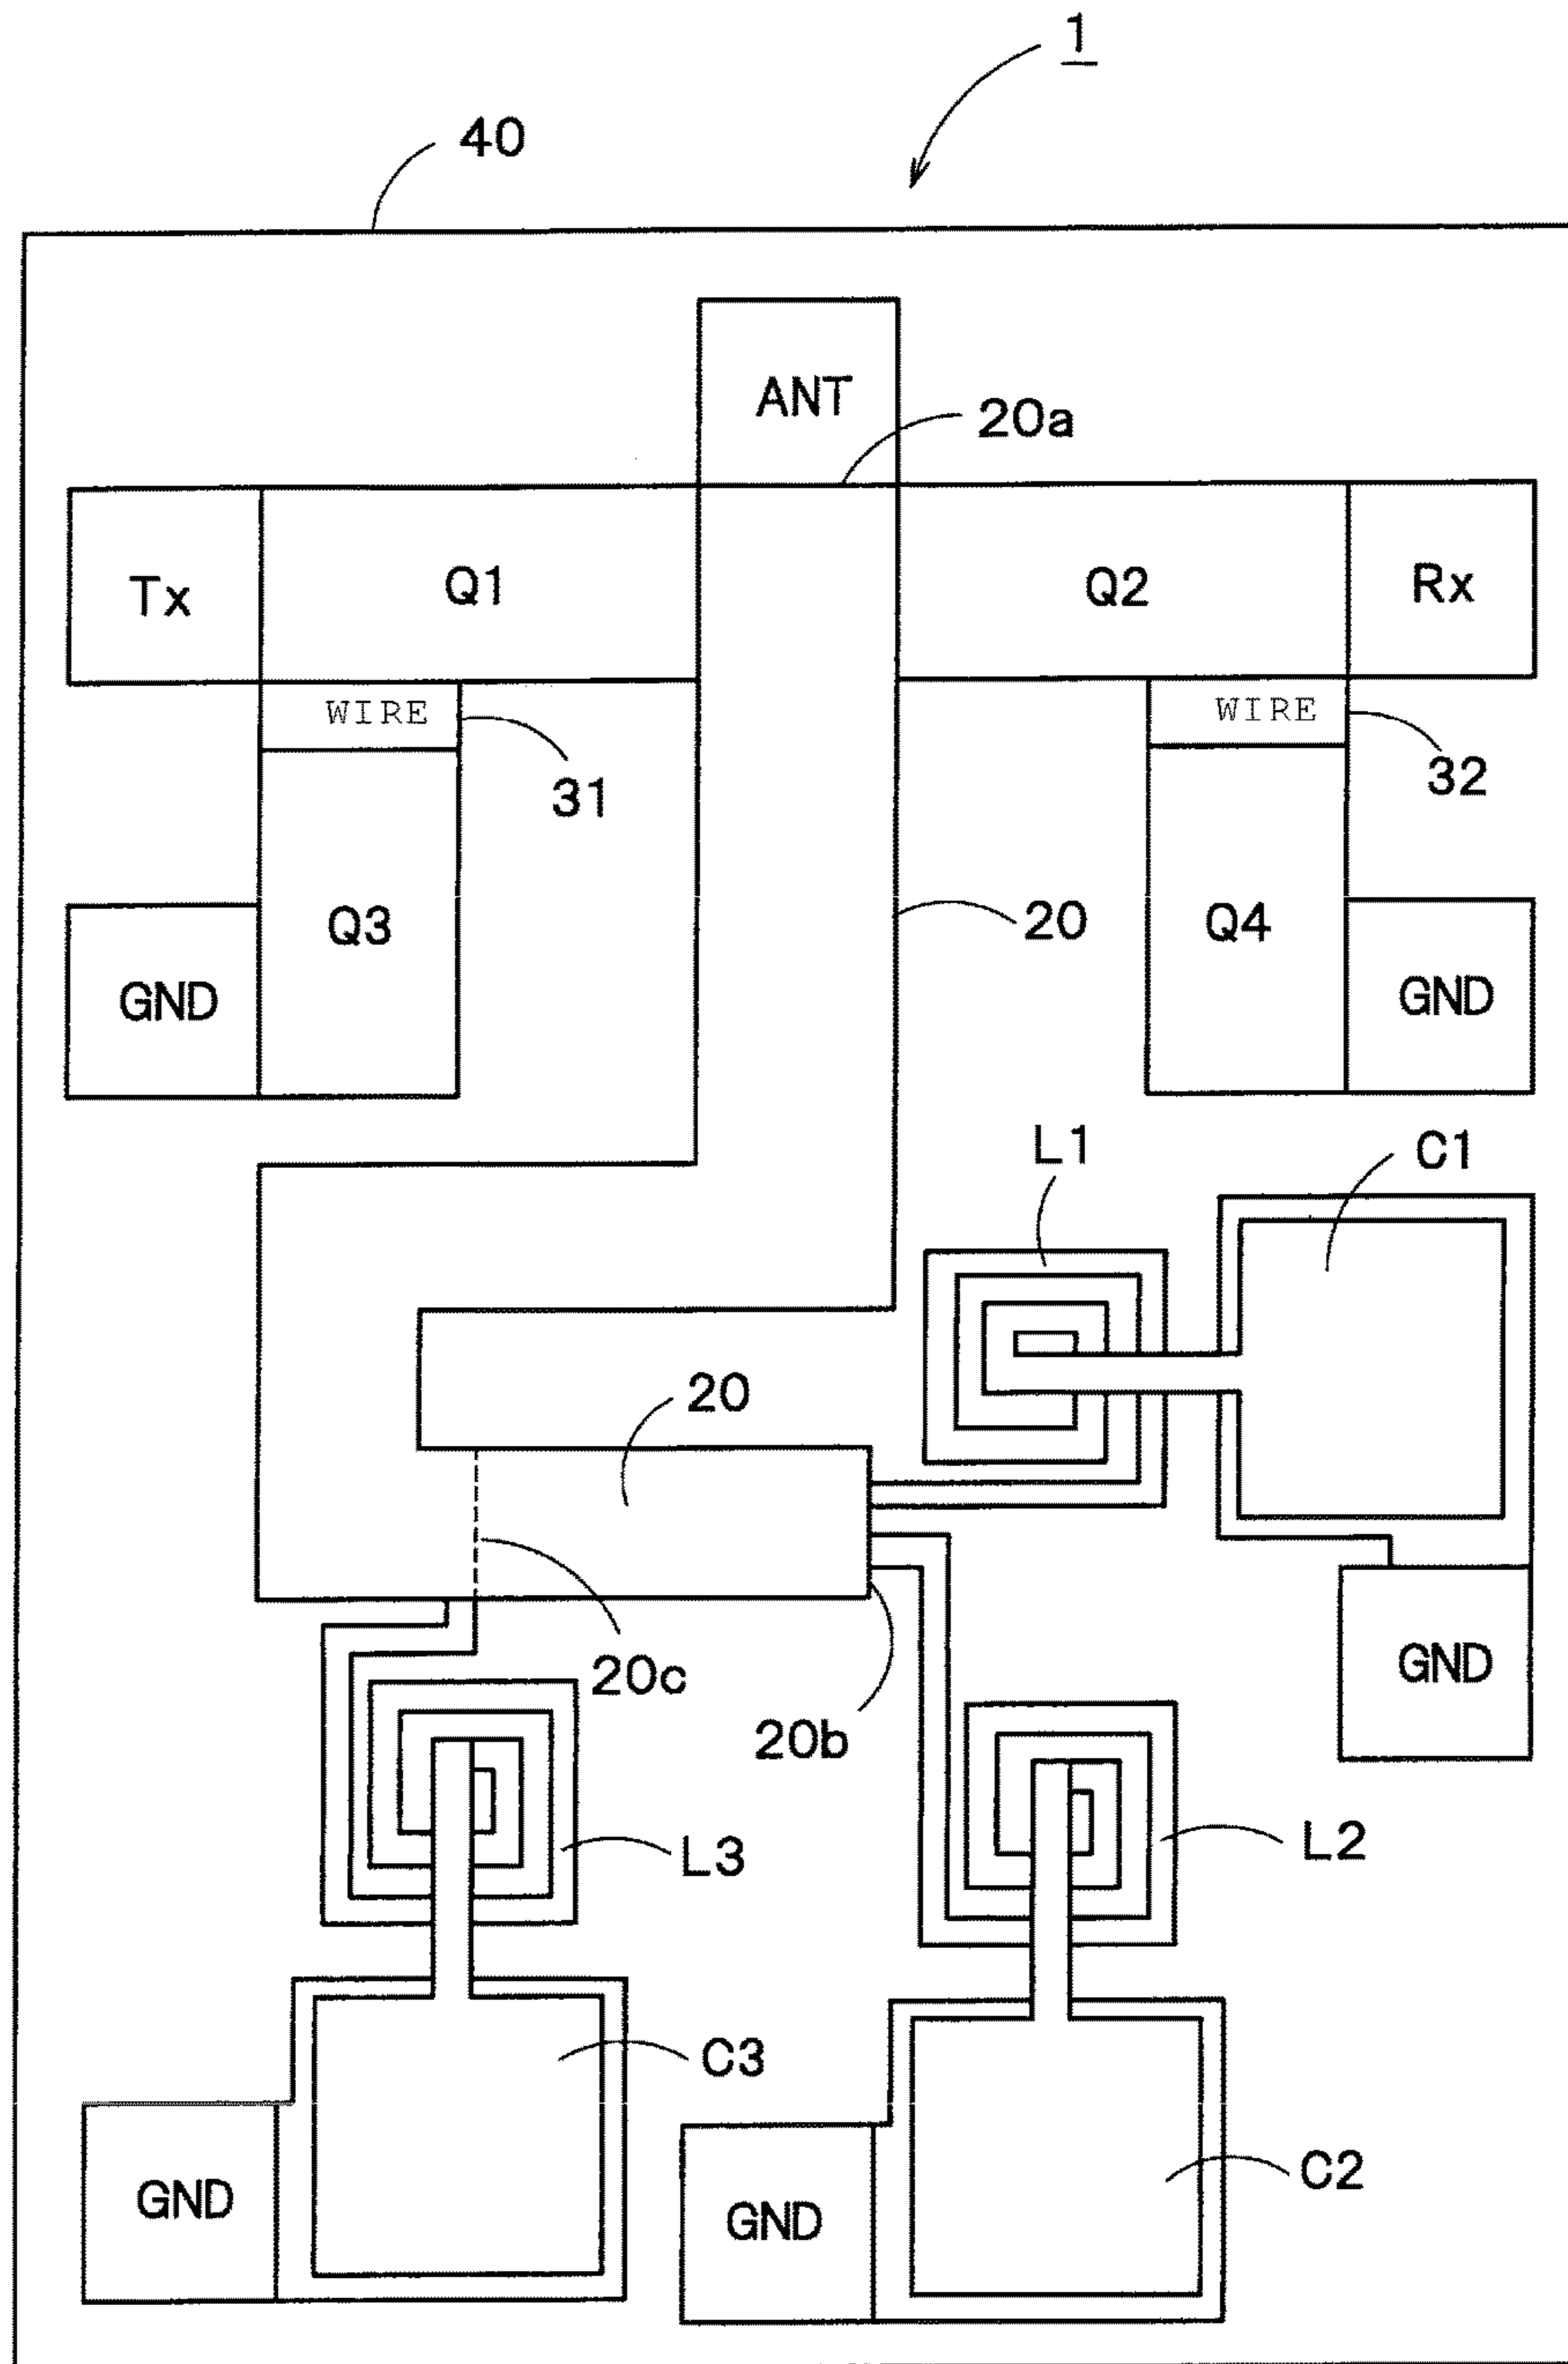 1
40
ANT
20a
Tx Q1 Q2 Rx
WIRE WIRE
31 32
Q3 20 Q4
GND GND
L1 C1
20
20c GND
20b
L3 L2
C3
C2
GND GND